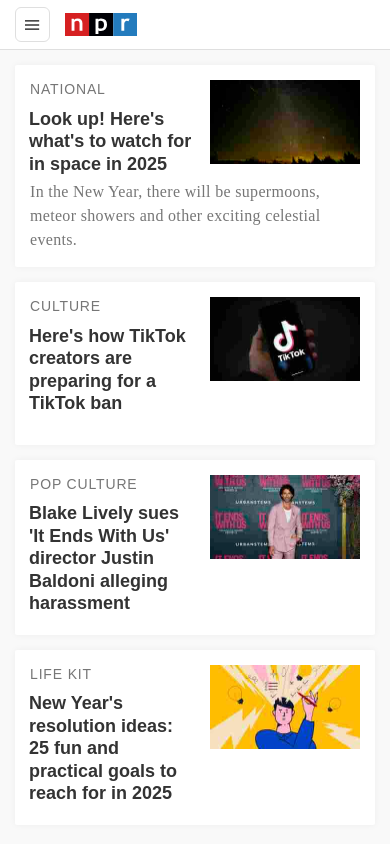 npr
NATIONAL
Look up! Here's
what's to watch for
in space in 2025
In the New Year, there will be supermoons,
meteor showers and other exciting celestial
events.
CULTURE
Here's how TikTok
creators are
preparing for a
TikTok ban
TikTok
POP CULTURE
Blake Lively sues
'It Ends With Us'
director Justin
Baldoni alleging
harassment
URBANSTEMS
IT ENDS
WITH US
URBANSTEMS
LIFE KIT
New Year's
resolution ideas:
25 fun and
practical goals to
reach for in 2025